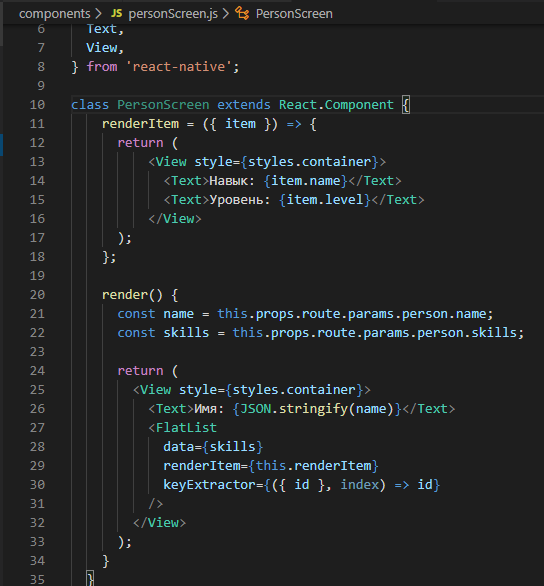 components > JS personScreen.js > PersonScreen
6 Text,
7 View,
8 } from 'react-native';
9
10 class PersonScreen extends React.Component {
11 renderItem = ({ item }) => {
12 return (
13 <View style={styles.container}>
14 <Text>Навык: {item.name}</Text>
15 <Text>Уровень: {item.level}</Text>
16 </View>
17 );
18 };
19
20 render() {
21 const name = this.props.route.params.person.name;
22 const skills = this.props.route.params.person.skills;
23
24 return (
25 <View style={styles.container}>
26 <Text>Имя: {JSON.stringify(name)}</Text>
27 <FlatList
28 data={skills}
29 renderItem={this.renderItem}
30 keyExtractor={({ id }, index) => id}
31 />
32 </View>
33 );
34 }
35 }